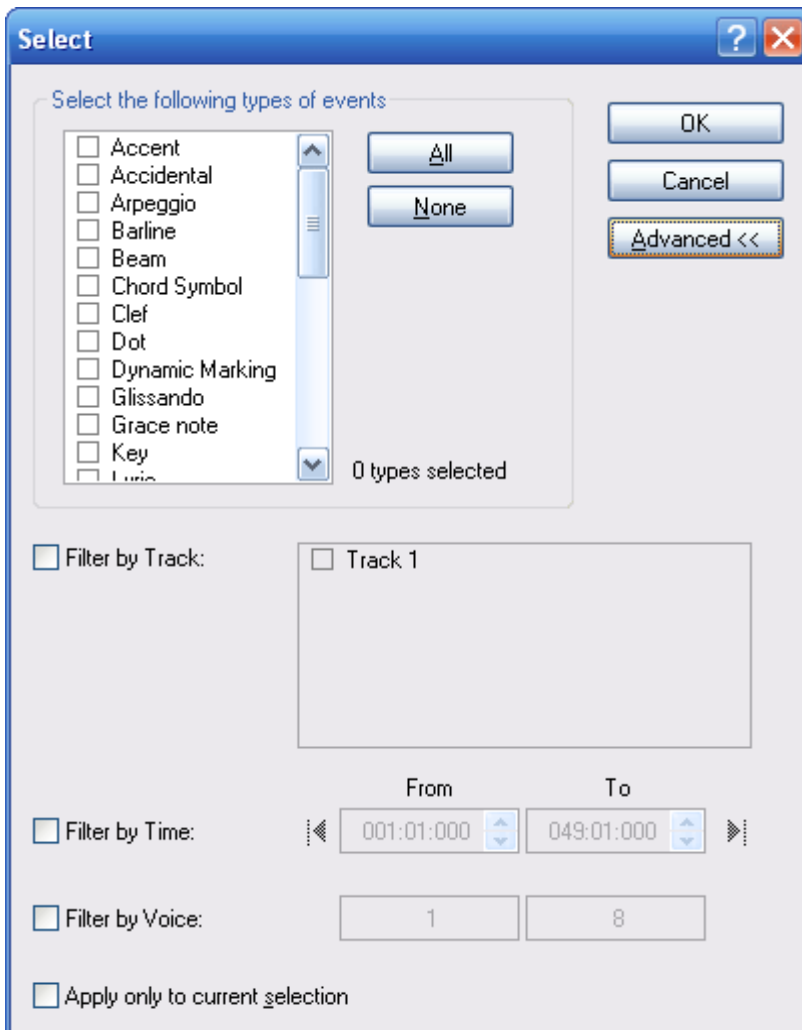 Select
Select the following types of events
Accent
Accidental
Arpeggio
Barline
Beam
Chord Symbol
Clef
Dot
Dynamic Marking
Glissando
Grace note
Key
All
None
0 types selected
OK
Cancel
Advanced <<
Filter by Track:
Track 1
From To
Filter by Time: 001:01:000 049:01:000
Filter by Voice: 1 8
Apply only to current selection